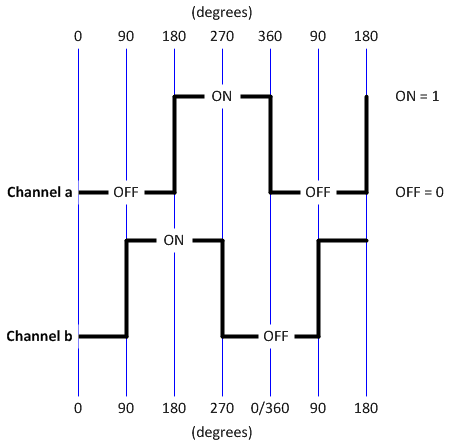 (degrees)
0 90 180 270 360 90 180
ON ON = 1
Channel a OFF OFF OFF = 0
ON
Channel b OFF
0 90 180 270 0/360 90 180
(degrees)